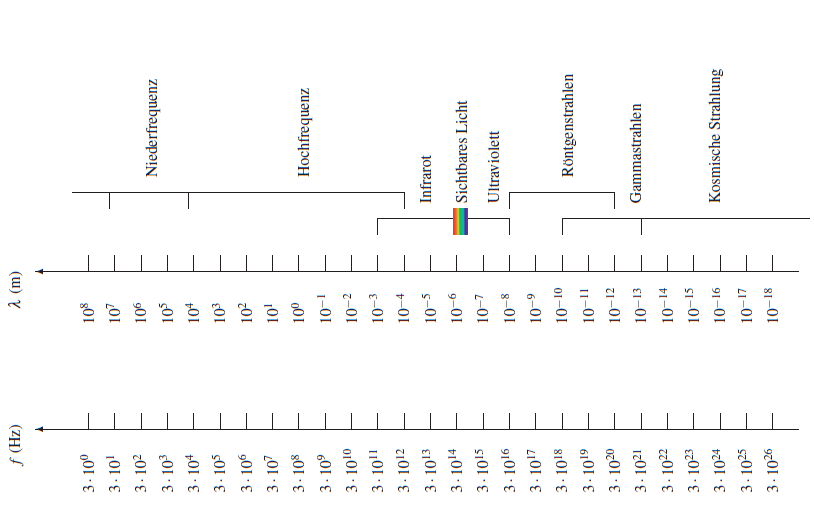 Niederfrequenz
Hochfrequenz
Infrarot
Sichtbares Licht
Ultraviolett
Röntgenstrahlen
Gammastrahlen
Kosmische Strahlung
λ (m)
10⁸
10⁷
10⁶
10⁵
10⁴
10³
10²
10¹
10⁰
10⁻¹
10⁻²
10⁻³
10⁻⁴
10⁻⁵
10⁻⁶
10⁻⁷
10⁻⁸
10⁻⁹
10⁻¹⁰
10⁻¹¹
10⁻¹²
10⁻¹³
10⁻¹⁴
10⁻¹⁵
10⁻¹⁶
10⁻¹⁷
10⁻¹⁸
f (Hz)
3 · 10⁰
3 · 10¹
3 · 10²
3 · 10³
3 · 10⁴
3 · 10⁵
3 · 10⁶
3 · 10⁷
3 · 10⁸
3 · 10⁹
3 · 10¹⁰
3 · 10¹¹
3 · 10¹²
3 · 10¹³
3 · 10¹⁴
3 · 10¹⁵
3 · 10¹⁶
3 · 10¹⁷
3 · 10¹⁸
3 · 10¹⁹
3 · 10²⁰
3 · 10²¹
3 · 10²²
3 · 10²³
3 · 10²⁴
3 · 10²⁵
3 · 10²⁶